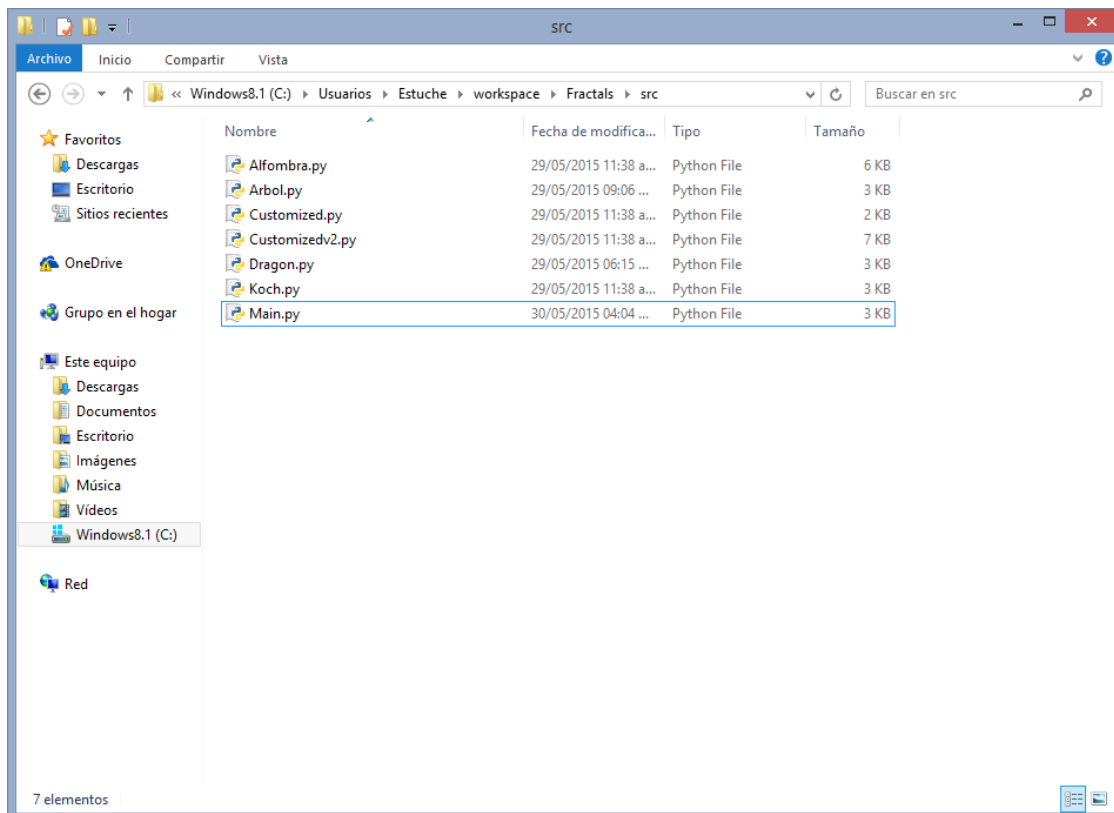 src
Archivo Inicio Compartir Vista
« Windows8.1 (C:) Usuarios Estuche workspace Fractals src Buscar en src
Favoritos
Descargas
Escritorio
Sitios recientes
OneDrive
Grupo en el hogar
Este equipo
Descargas
Documentos
Escritorio
Imágenes
Música
Vídeos
Windows8.1 (C:)
Red
Nombre Fecha de modifica... Tipo Tamaño
Alfombra.py 29/05/2015 11:38 a... Python File 6 KB
Arbol.py 29/05/2015 09:06 ... Python File 3 KB
Customized.py 29/05/2015 11:38 a... Python File 2 KB
Customizedv2.py 29/05/2015 11:38 a... Python File 7 KB
Dragon.py 29/05/2015 06:15 ... Python File 3 KB
Koch.py 29/05/2015 11:38 a... Python File 3 KB
Main.py 30/05/2015 04:04 ... Python File 3 KB
7 elementos